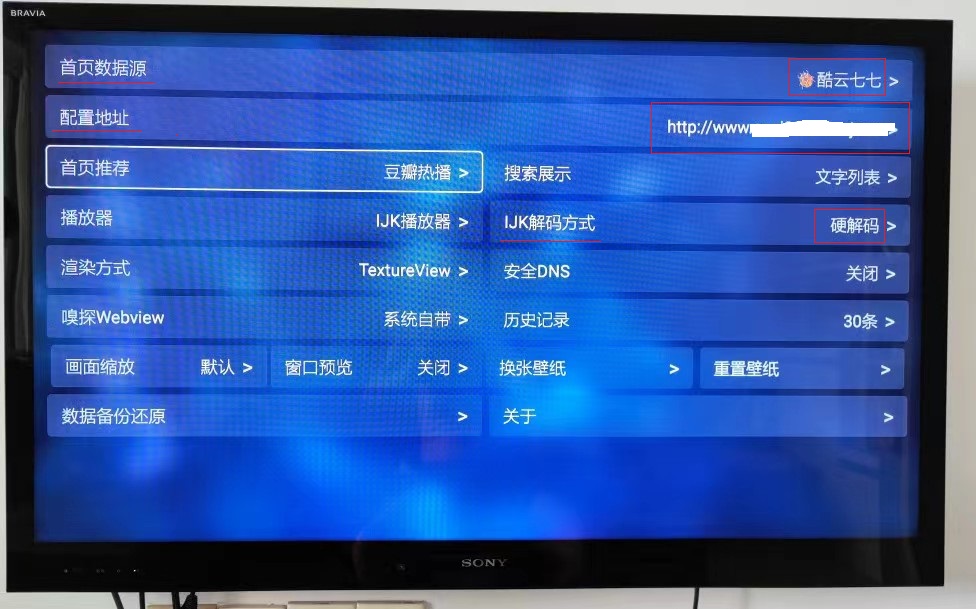 BRAVIA
首页数据源 酷云七七 >
配置地址 http://www. >
首页推荐 豆瓣热播 > 搜索展示 文字列表 >
播放器 IJK播放器 > IJK解码方式 硬解码 >
渲染方式 TextureView > 安全DNS 关闭 >
嗅探Webview 系统自带 > 历史记录 30条 >
画面缩放 默认 > 窗口预览 关闭 > 换张壁纸 > 重置壁纸 >
数据备份还原 > 关于 >
SONY